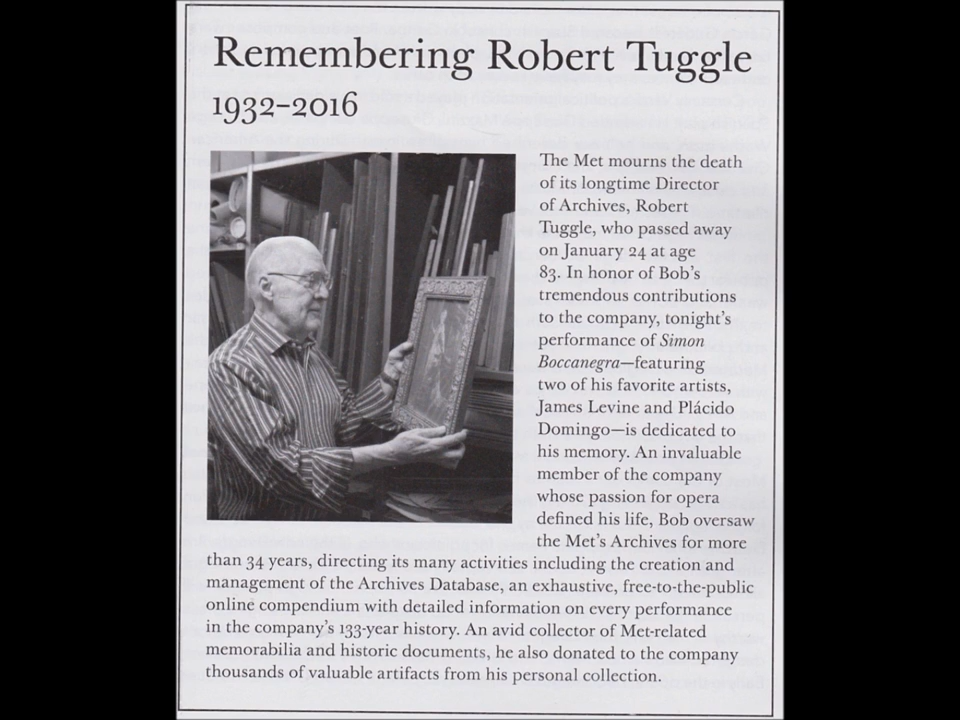 Remembering Robert Tuggle
1932–2016
The Met mourns the death
of its longtime Director
of Archives, Robert
Tuggle, who passed away
on January 24 at age
83. In honor of Bob’s
tremendous contributions
to the company, tonight’s
performance of Simon
Boccanegra—featuring
two of his favorite artists,
James Levine and Plácido
Domingo—is dedicated to
his memory. An invaluable
member of the company
whose passion for opera
defined his life, Bob oversaw
the Met’s Archives for more
than 34 years, directing its many activities including the creation and
management of the Archives Database, an exhaustive, free-to-the-public
online compendium with detailed information on every performance
in the company’s 133-year history. An avid collector of Met-related
memorabilia and historic documents, he also donated to the company
thousands of valuable artifacts from his personal collection.